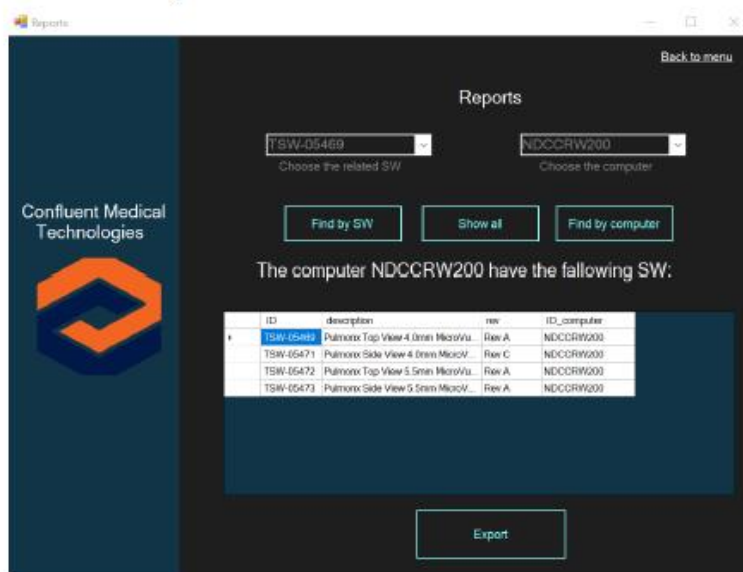 Reports
Back to menu
Reports
TSW-05469
NDCCRW200
Choose the related SW
Choose the computer
Confluent Medical
Technologies
Find by SW
Show all
Find by computer
The computer NDCCRW200 have the fallowing SW:
ID description rev ID_computer
TSW-05469 Pulmonx Top View 4.0mm MicroVu... Rev A NDCCRW200
TSW-05471 Pulmonx Side View 4.0mm MicroV... Rev C NDCCRW200
TSW-05472 Pulmonx Top View 5.5mm MicroVu... Rev A NDCCRW200
TSW-05473 Pulmonx Side View 5.5mm MicroV... Rev A NDCCRW200
Export